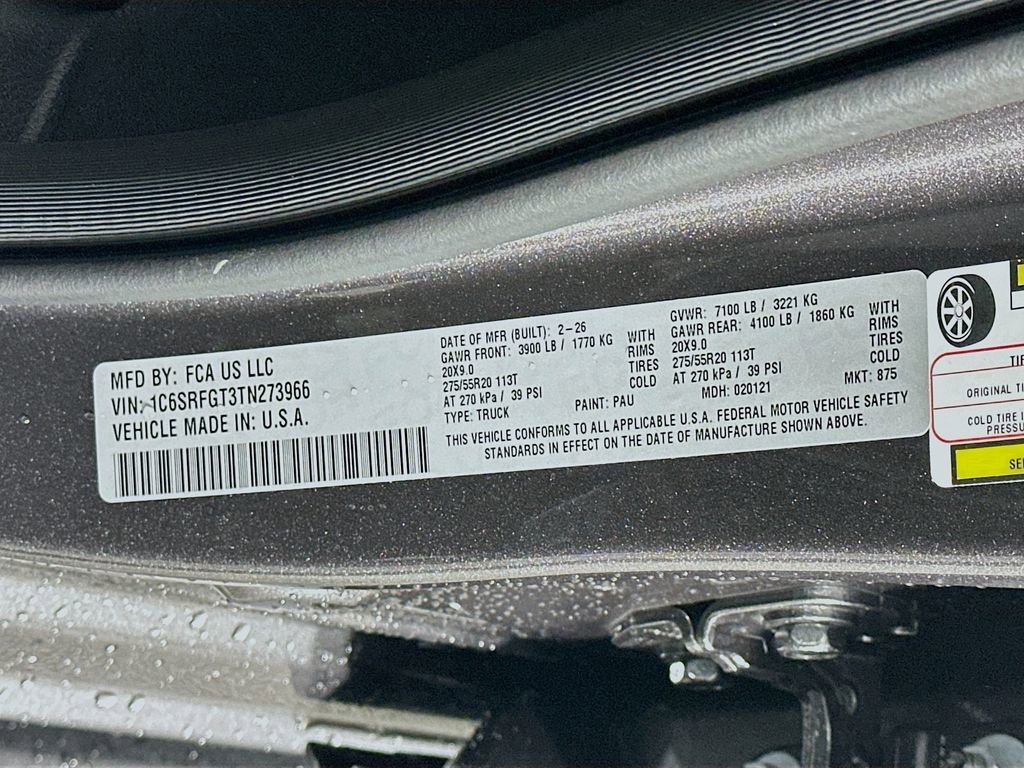 MFD BY: FCA US LLC
VIN: 1C6SRFGT3TN273966
VEHICLE MADE IN: U.S.A.
DATE OF MFR (BUILT): 2-26
GAWR FRONT: 3900 LB / 1770 KG WITH
20X9.0 RIMS
275/55R20 113T TIRES
AT 270 kPa / 39 PSI COLD
TYPE: TRUCK PAINT: PAU
GVWR: 7100 LB / 3221 KG
GAWR REAR: 4100 LB / 1860 KG WITH
20X9.0 RIMS
275/55R20 113T TIRES
AT 270 kPa / 39 PSI COLD
MDH: 020121 MKT: 875
THIS VEHICLE CONFORMS TO ALL APPLICABLE U.S.A. FEDERAL MOTOR VEHICLE SAFETY
STANDARDS IN EFFECT ON THE DATE OF MANUFACTURE SHOWN ABOVE.
ORIGINAL
COLD TIRE